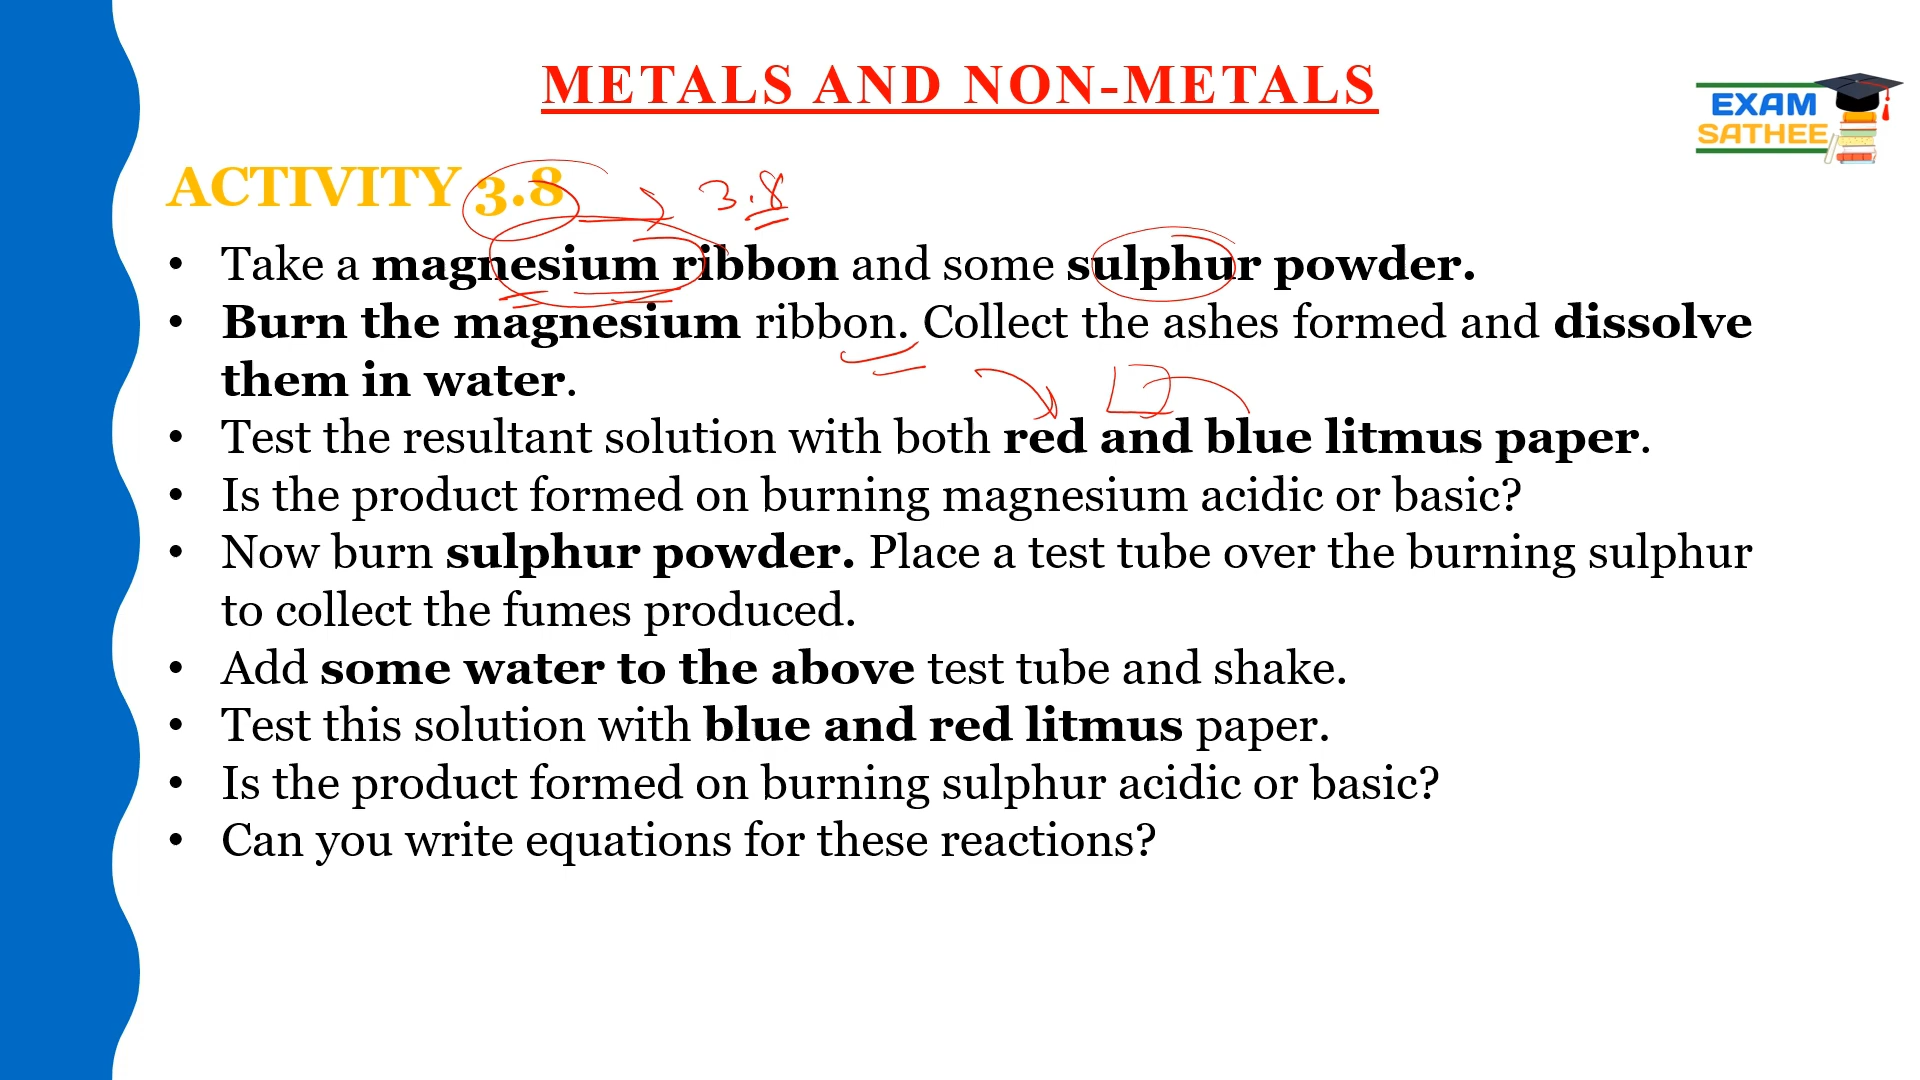 METALS AND NON-METALS
EXAM
SATHEE
ACTIVITY 3.8
3.8
• Take a magnesium ribbon and some sulphur powder.
• Burn the magnesium ribbon. Collect the ashes formed and dissolve
them in water.
• Test the resultant solution with both red and blue litmus paper.
• Is the product formed on burning magnesium acidic or basic?
• Now burn sulphur powder. Place a test tube over the burning sulphur
to collect the fumes produced.
• Add some water to the above test tube and shake.
• Test this solution with blue and red litmus paper.
• Is the product formed on burning sulphur acidic or basic?
• Can you write equations for these reactions?